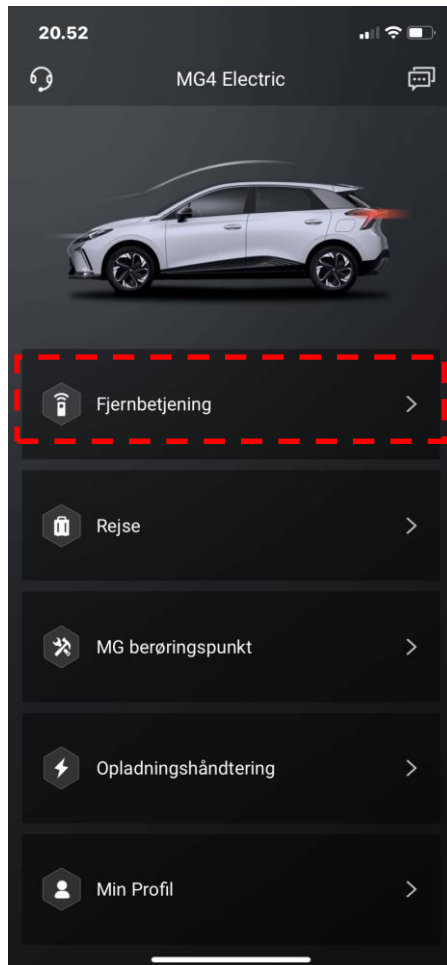 20.52
MG4 Electric
Fjernbetjening
Rejse
MG berøringspunkt
Opladningshåndtering
Min Profil